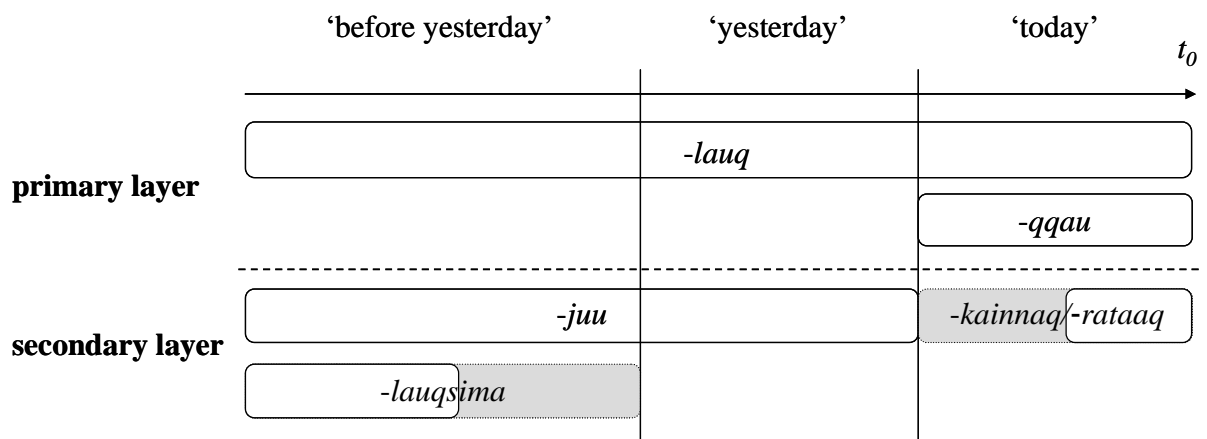 ‘before yesterday’ ‘yesterday’ ‘today’
t0
-lauq
primary layer
-qqau
-juu -kainnaq/-rataaq
secondary layer
-lauqsima